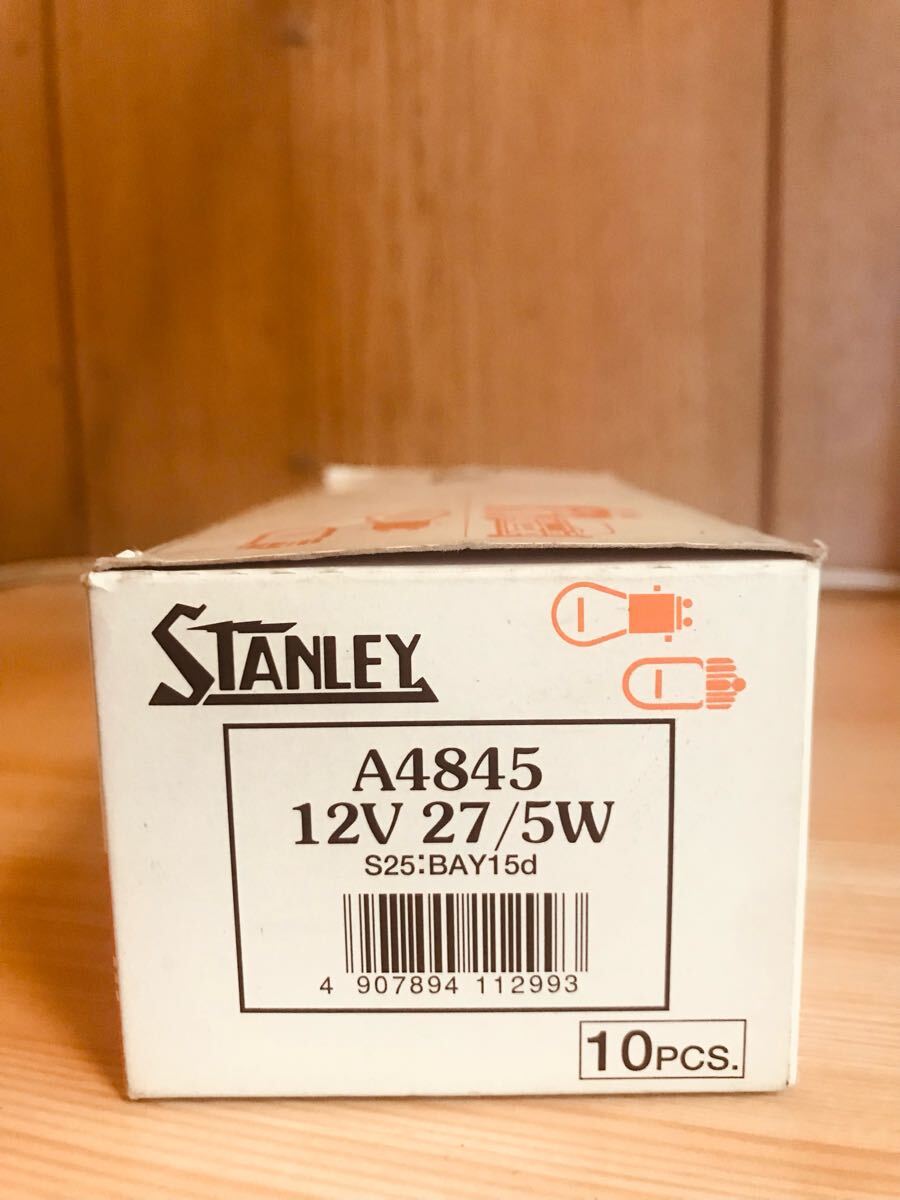 STANLEY
A4845
12V 27/5W
S25:BAY15d
4 907894 112993
10PCS.